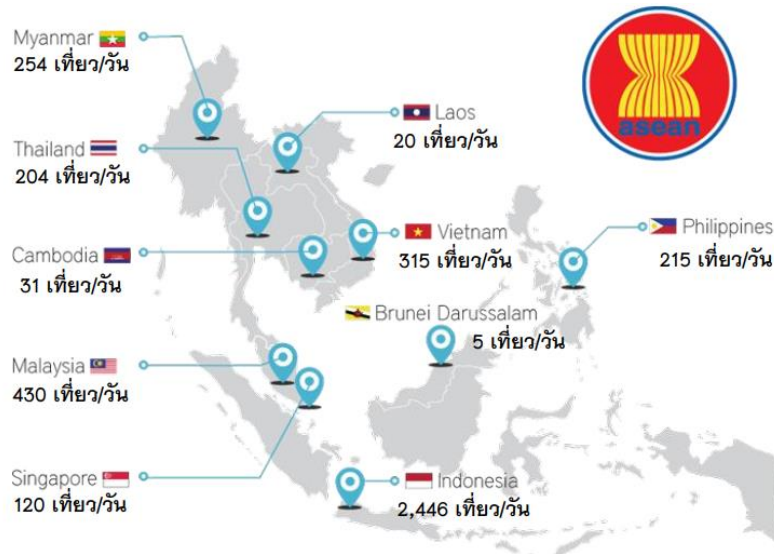 Myanmar
254 เที่ยว/วัน
Laos
20 เที่ยว/วัน
asean
Thailand
204 เที่ยว/วัน
Cambodia
31 เที่ยว/วัน
Vietnam
315 เที่ยว/วัน
Philippines
215 เที่ยว/วัน
Brunei Darussalam
5 เที่ยว/วัน
Malaysia
430 เที่ยว/วัน
Singapore
120 เที่ยว/วัน
Indonesia
2,446 เที่ยว/วัน